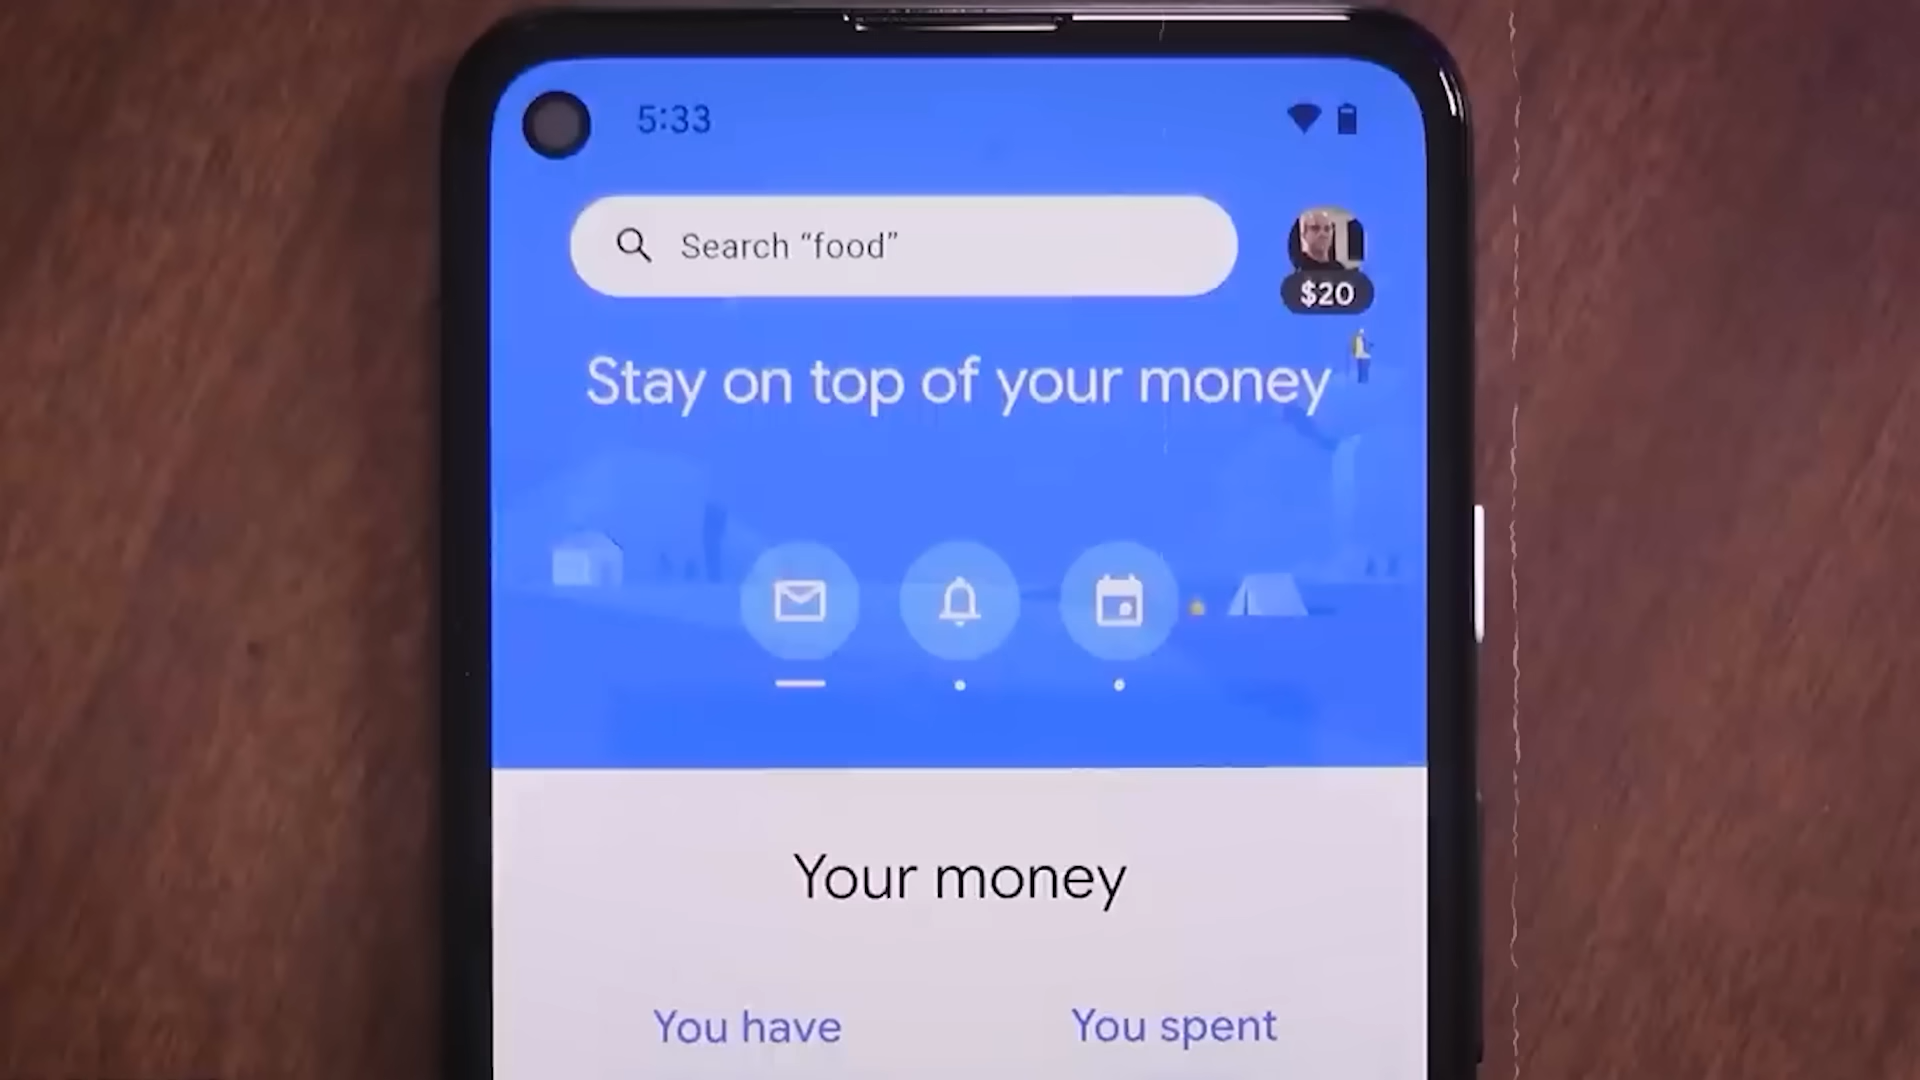 5:33
Search “food”
$20
Stay on top of your money
Your money
You have
You spent